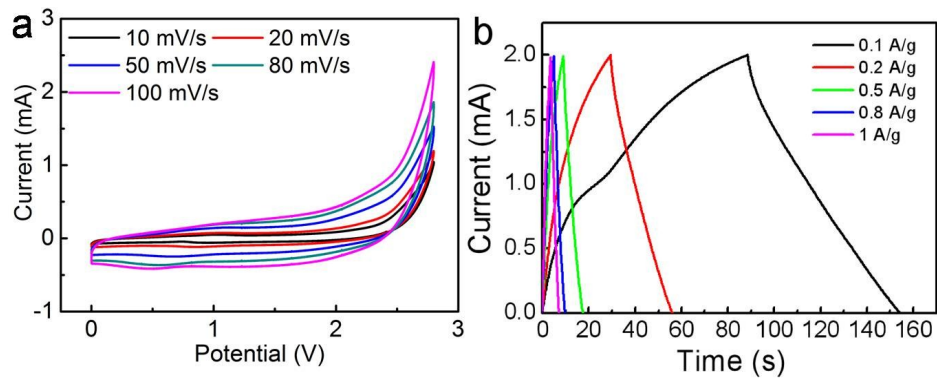 a
10 mV/s 20 mV/s
50 mV/s 80 mV/s
100 mV/s
3
2
1
0
-1
Current (mA)
0 1 2 3
Potential (V)
b
0.1 A/g
0.2 A/g
0.5 A/g
0.8 A/g
1 A/g
2.0
1.5
1.0
0.5
0.0
Current (mA)
0 20 40 60 80 100 120 140 160
Time (s)